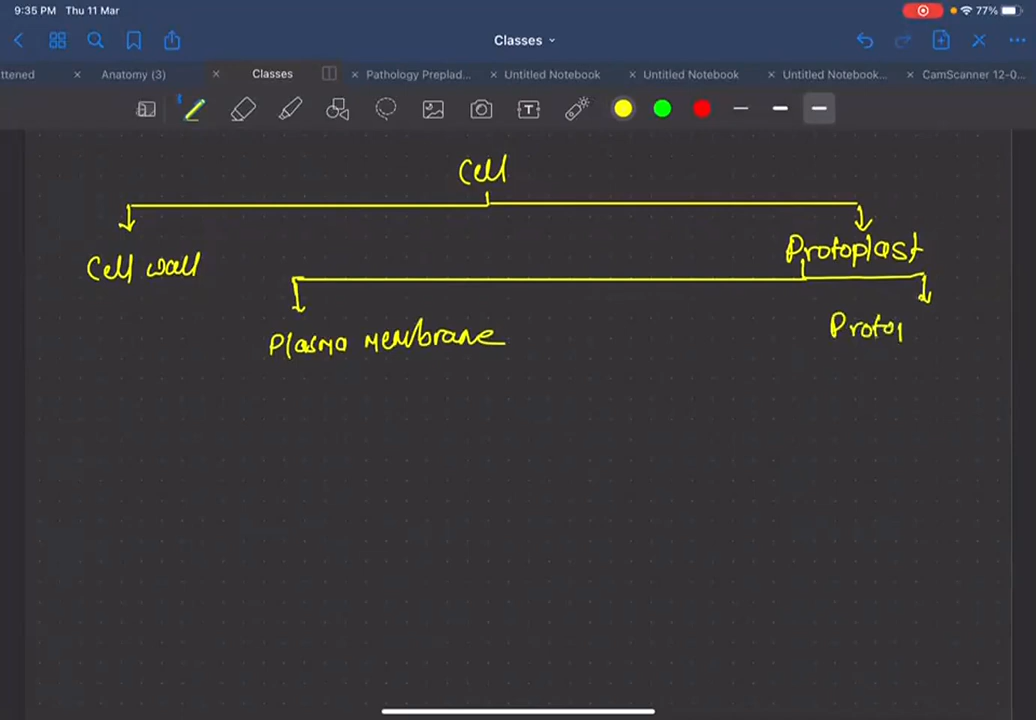 9:35 PM Thu 11 Mar
77%
Classes
ttened
Anatomy (3)
Classes
Pathology Preplad...
Untitled Notebook
Untitled Notebook
Untitled Notebook...
CamScanner 12-0...
T
Cell
Cell wall
Protoplast
Plasma membrane
Protop